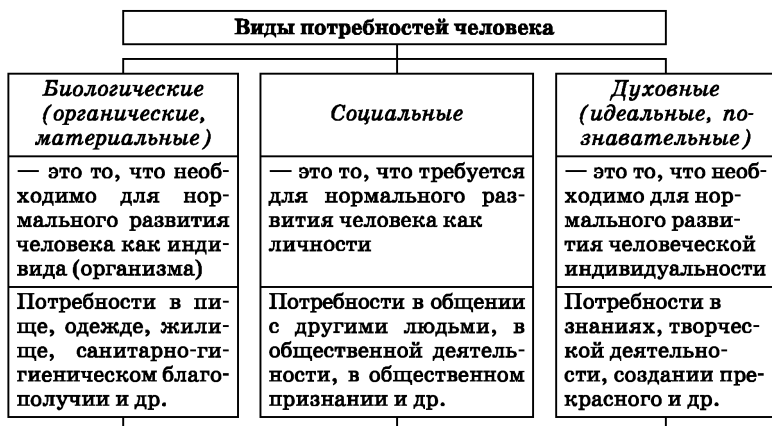 Виды потребностей человека
Биологические
(органические,
материальные)
— это то, что необ-
ходимо для нор-
мального развития
человека как инди-
вида (организма)
Потребности в пи-
ще, одежде, жили-
ще, санитарно-ги-
гиеническом благо-
получии и др.
Социальные
— это то, что требуется
для нормального раз-
вития человека как
личности
Потребности в общении
с другими людьми, в
общественной деятель-
ности, в общественном
признании и др.
Духовные
(идеальные, по-
знавательные)
— это то, что необ-
ходимо для нор-
мального разви-
тия человеческой
индивидуальности
Потребности в
знаниях, творчес-
кой деятельно-
сти, создании пре-
красного и др.